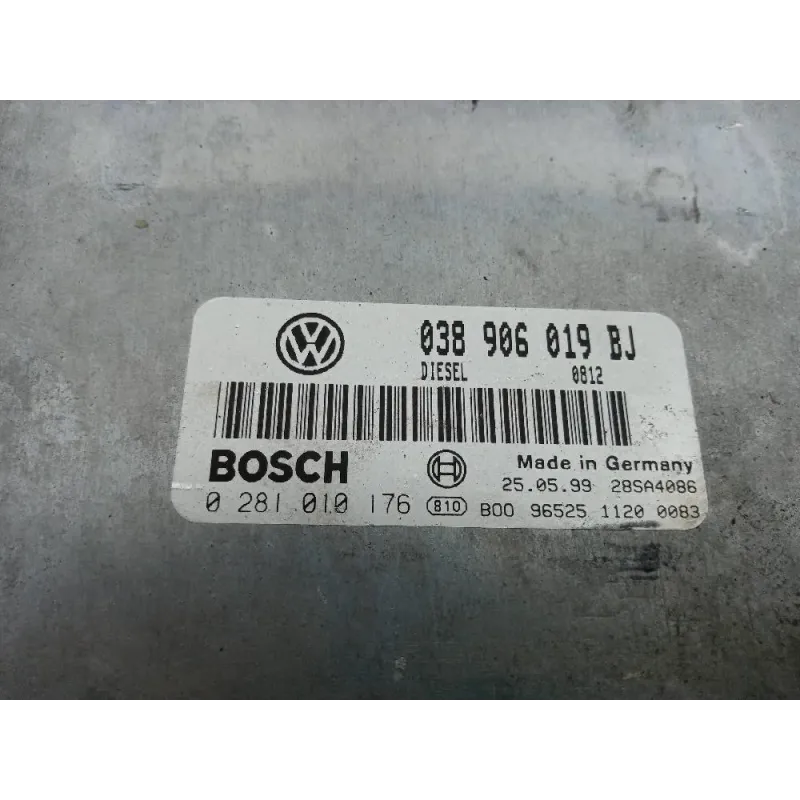 038 906 019 BJ
DIESEL 0812
BOSCH Made in Germany
25.05.99 28SA4086
0 281 010 176 810 B00 96525 1120 0083